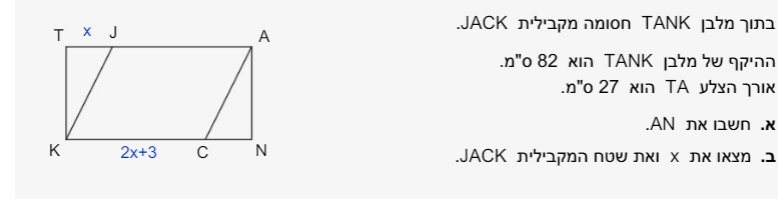 בתוך מלבן TANK חסומה מקבילית JACK.
ההיקף של מלבן TANK הוא 82 ס"מ.
אורך הצלע TA הוא 27 ס"מ.
א. חשבו את AN.
ב. מצאו את x ואת שטח המקבילית JACK.
T x J A
K 2x+3 C N